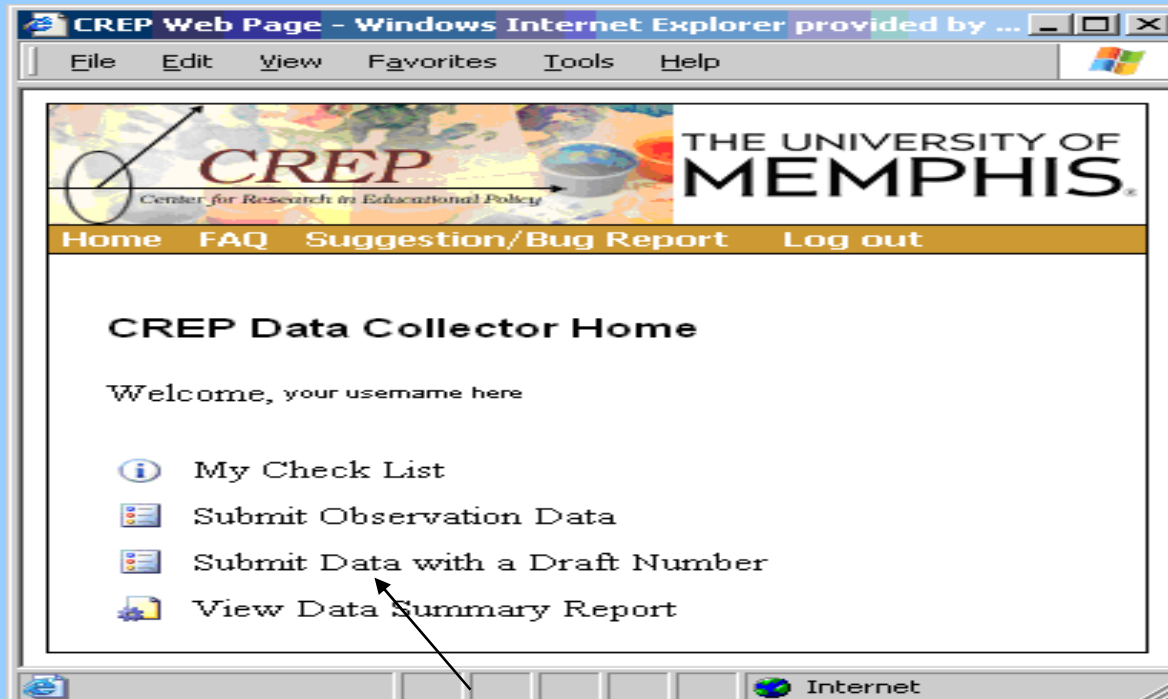 CREP Web Page - Windows Internet Explorer provided by ...
File Edit View Favorites Tools Help
CREP
Center for Research in Educational Policy
THE UNIVERSITY OF
MEMPHIS.
Home FAQ Suggestion/Bug Report Log out
CREP Data Collector Home
Welcome, your username here
My Check List
Submit Observation Data
Submit Data with a Draft Number
View Data Summary Report
Internet